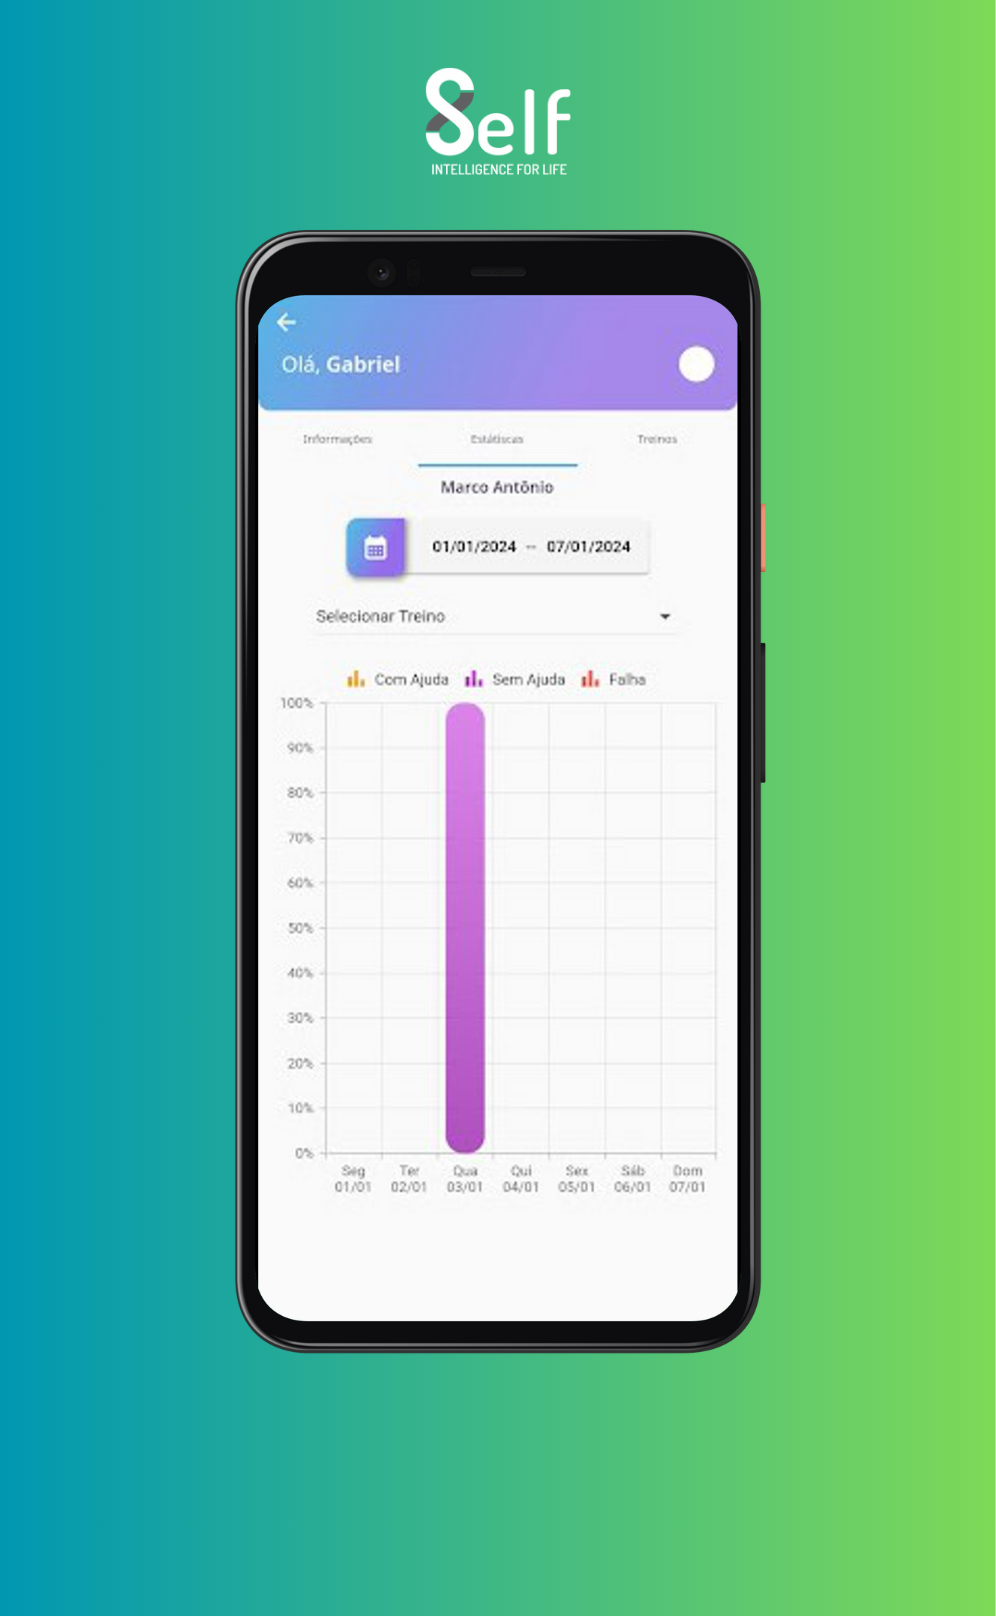 Self
INTELLIGENCE FOR LIFE
Olá, Gabriel
Informações Estátiscas Treinos
Marco Antônio
01/01/2024 – 07/01/2024
Selecionar Treino
Com Ajuda Sem Ajuda Falha
100%
90%
80%
70%
60%
50%
40%
30%
20%
10%
0%
Seg Ter Qua Qui Sex Sáb Dom
01/01 02/01 03/01 04/01 05/01 06/01 07/01